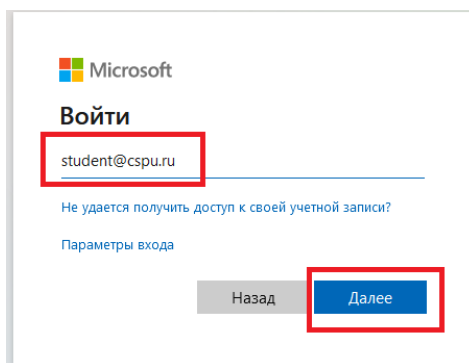 Microsoft
Войти
student@cspu.ru
Не удается получить доступ к своей учетной записи?
Параметры входа
Назад Далее